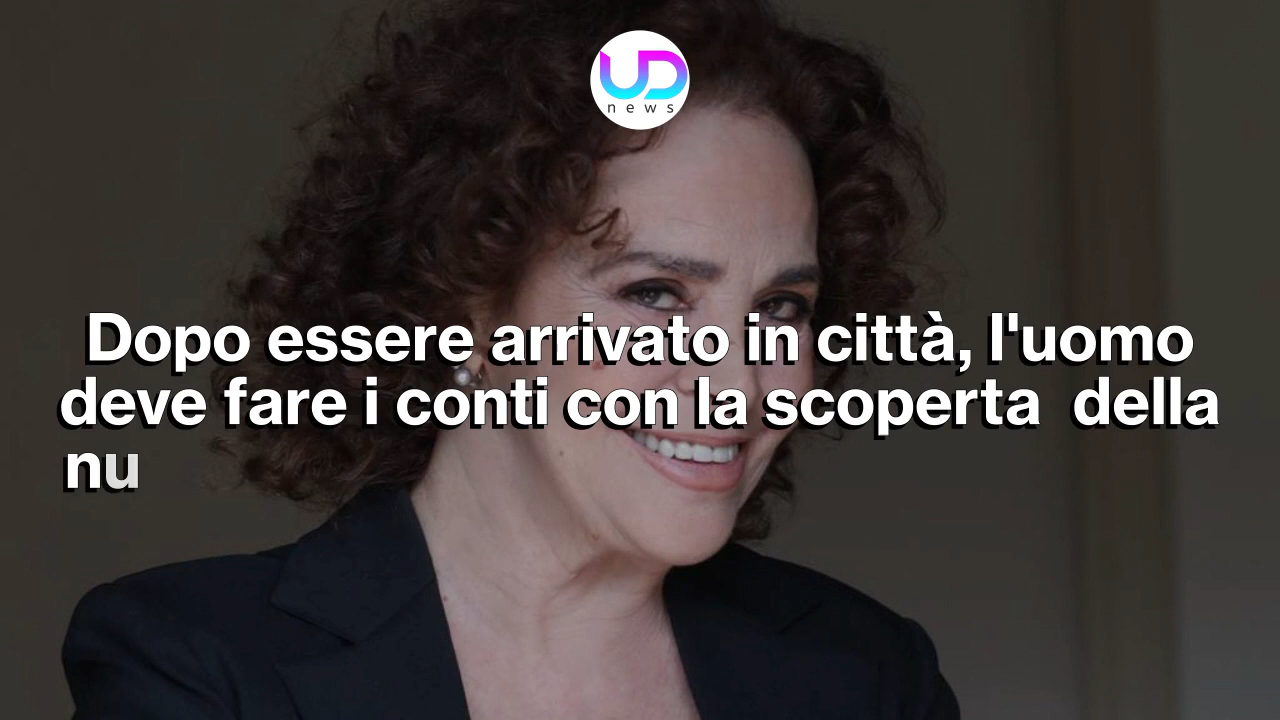 UD
news
Dopo essere arrivato in città, l'uomo
deve fare i conti con la scoperta della
nu